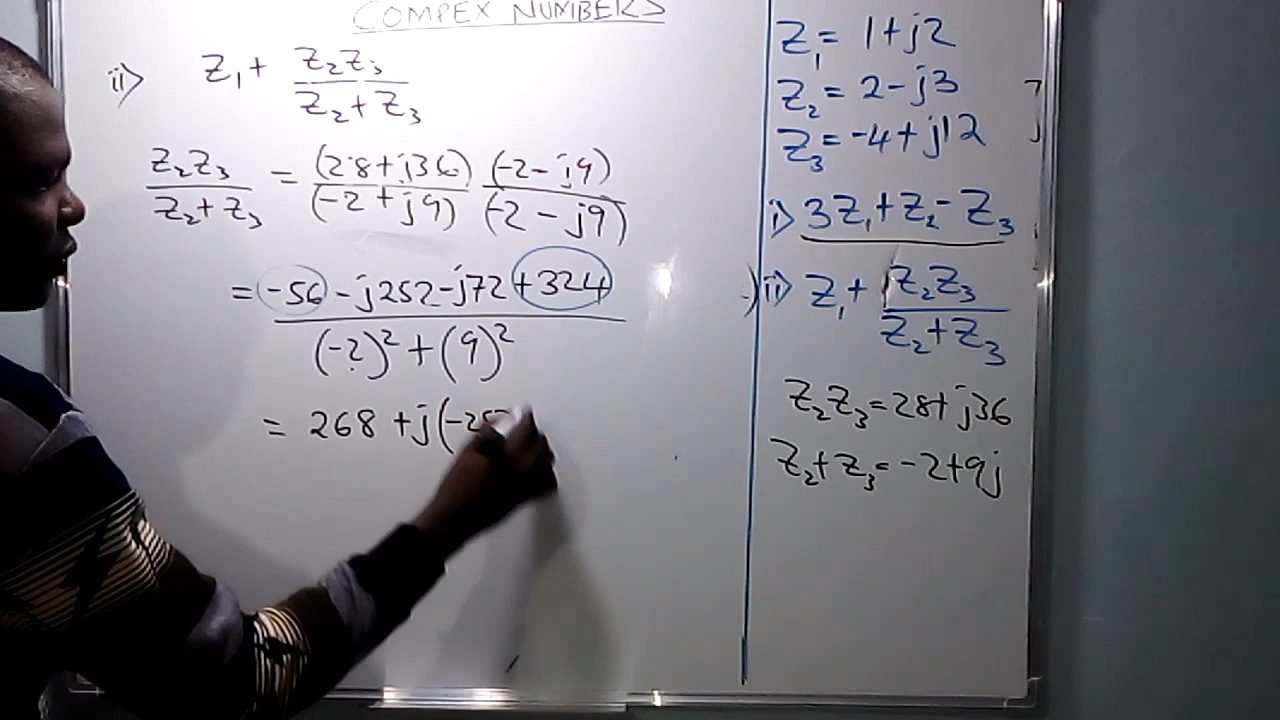 COMPEX NUMBERS
ii) Z₁ + Z₂Z₃ / Z₂ + Z₃
Z₂Z₃ / Z₂ + Z₃ = (28 + j36) (-2 - j9) / (-2 + j9) (-2 - j9)
= -56 - j252 - j72 + 324 / (-2)² + (9)²
= 268 + j(-252
Z₁ = 1 + j2
Z₂ = 2 - j3
Z₃ = -4 + j12
i) 3Z₁ + Z₂ - Z₃
ii) Z₁ + Z₂Z₃ / Z₂ + Z₃
Z₂Z₃ = 28 + j36
Z₂ + Z₃ = -2 + 9j